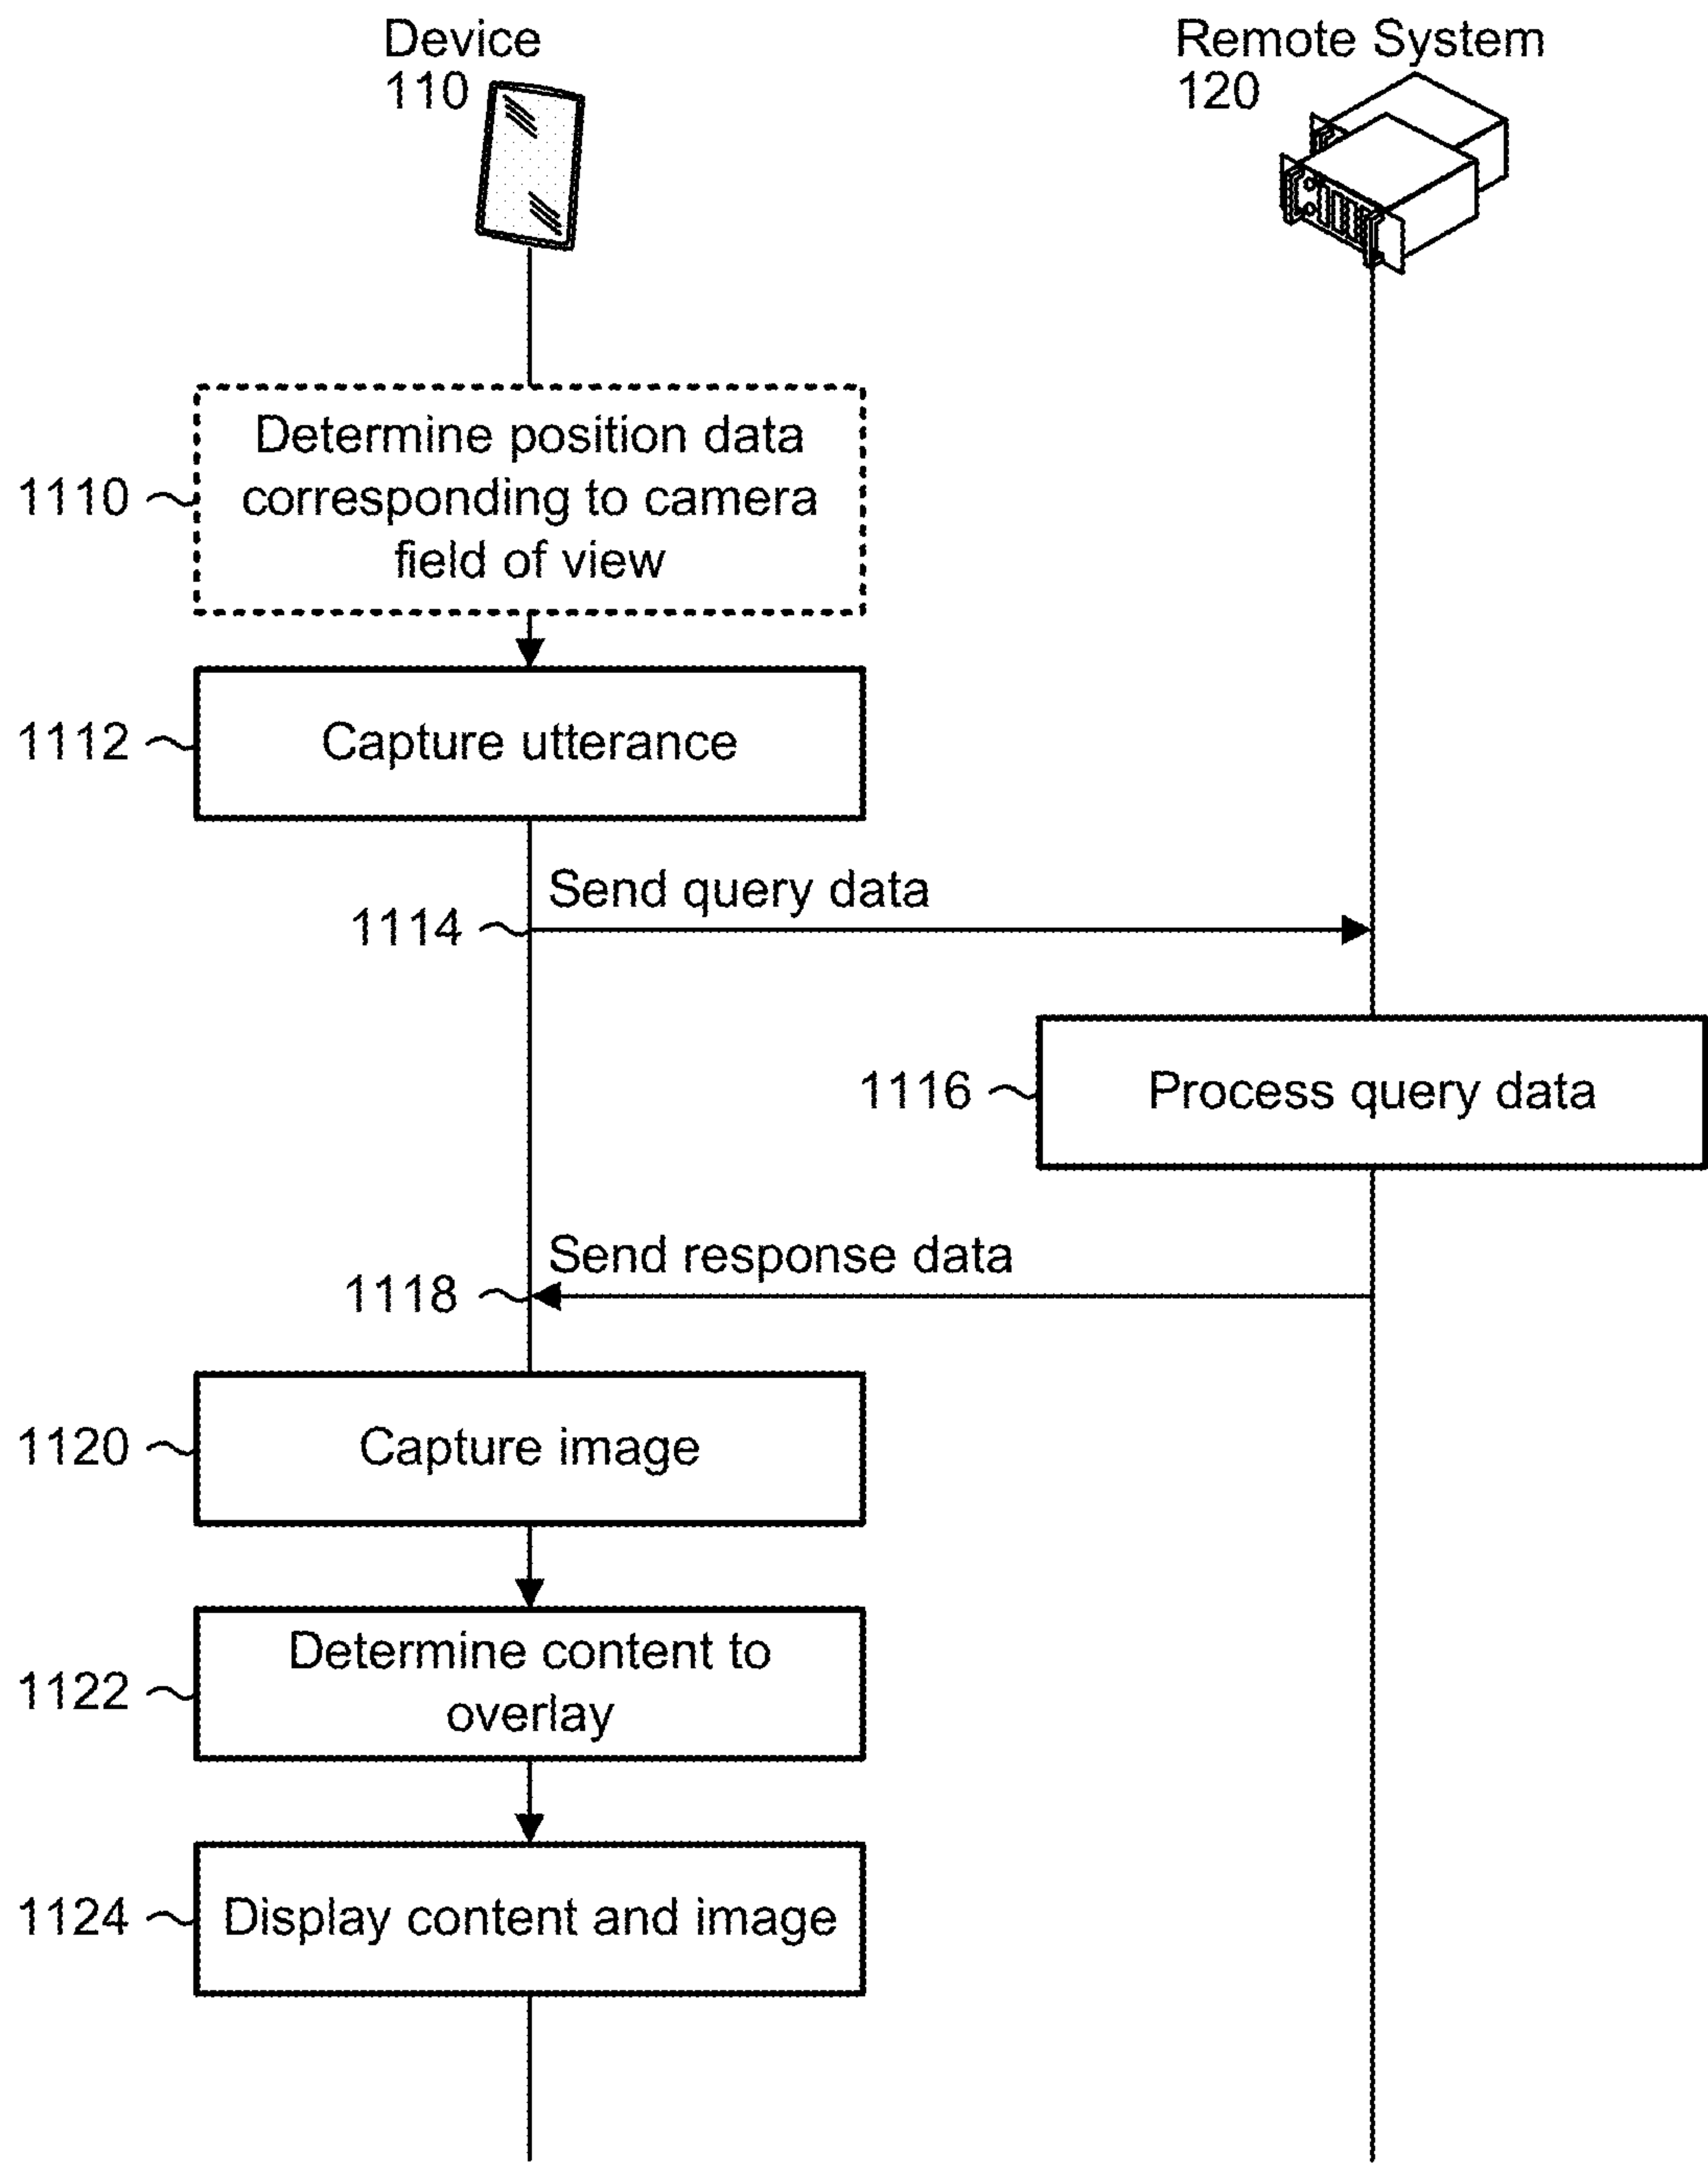 Device
110
Remote System
120
1110
Determine position data
corresponding to camera
field of view
1112
Capture utterance
Send query data
1114
1116
Process query data
Send response data
1118
1120
Capture image
1122
Determine content to
overlay
1124
Display content and image